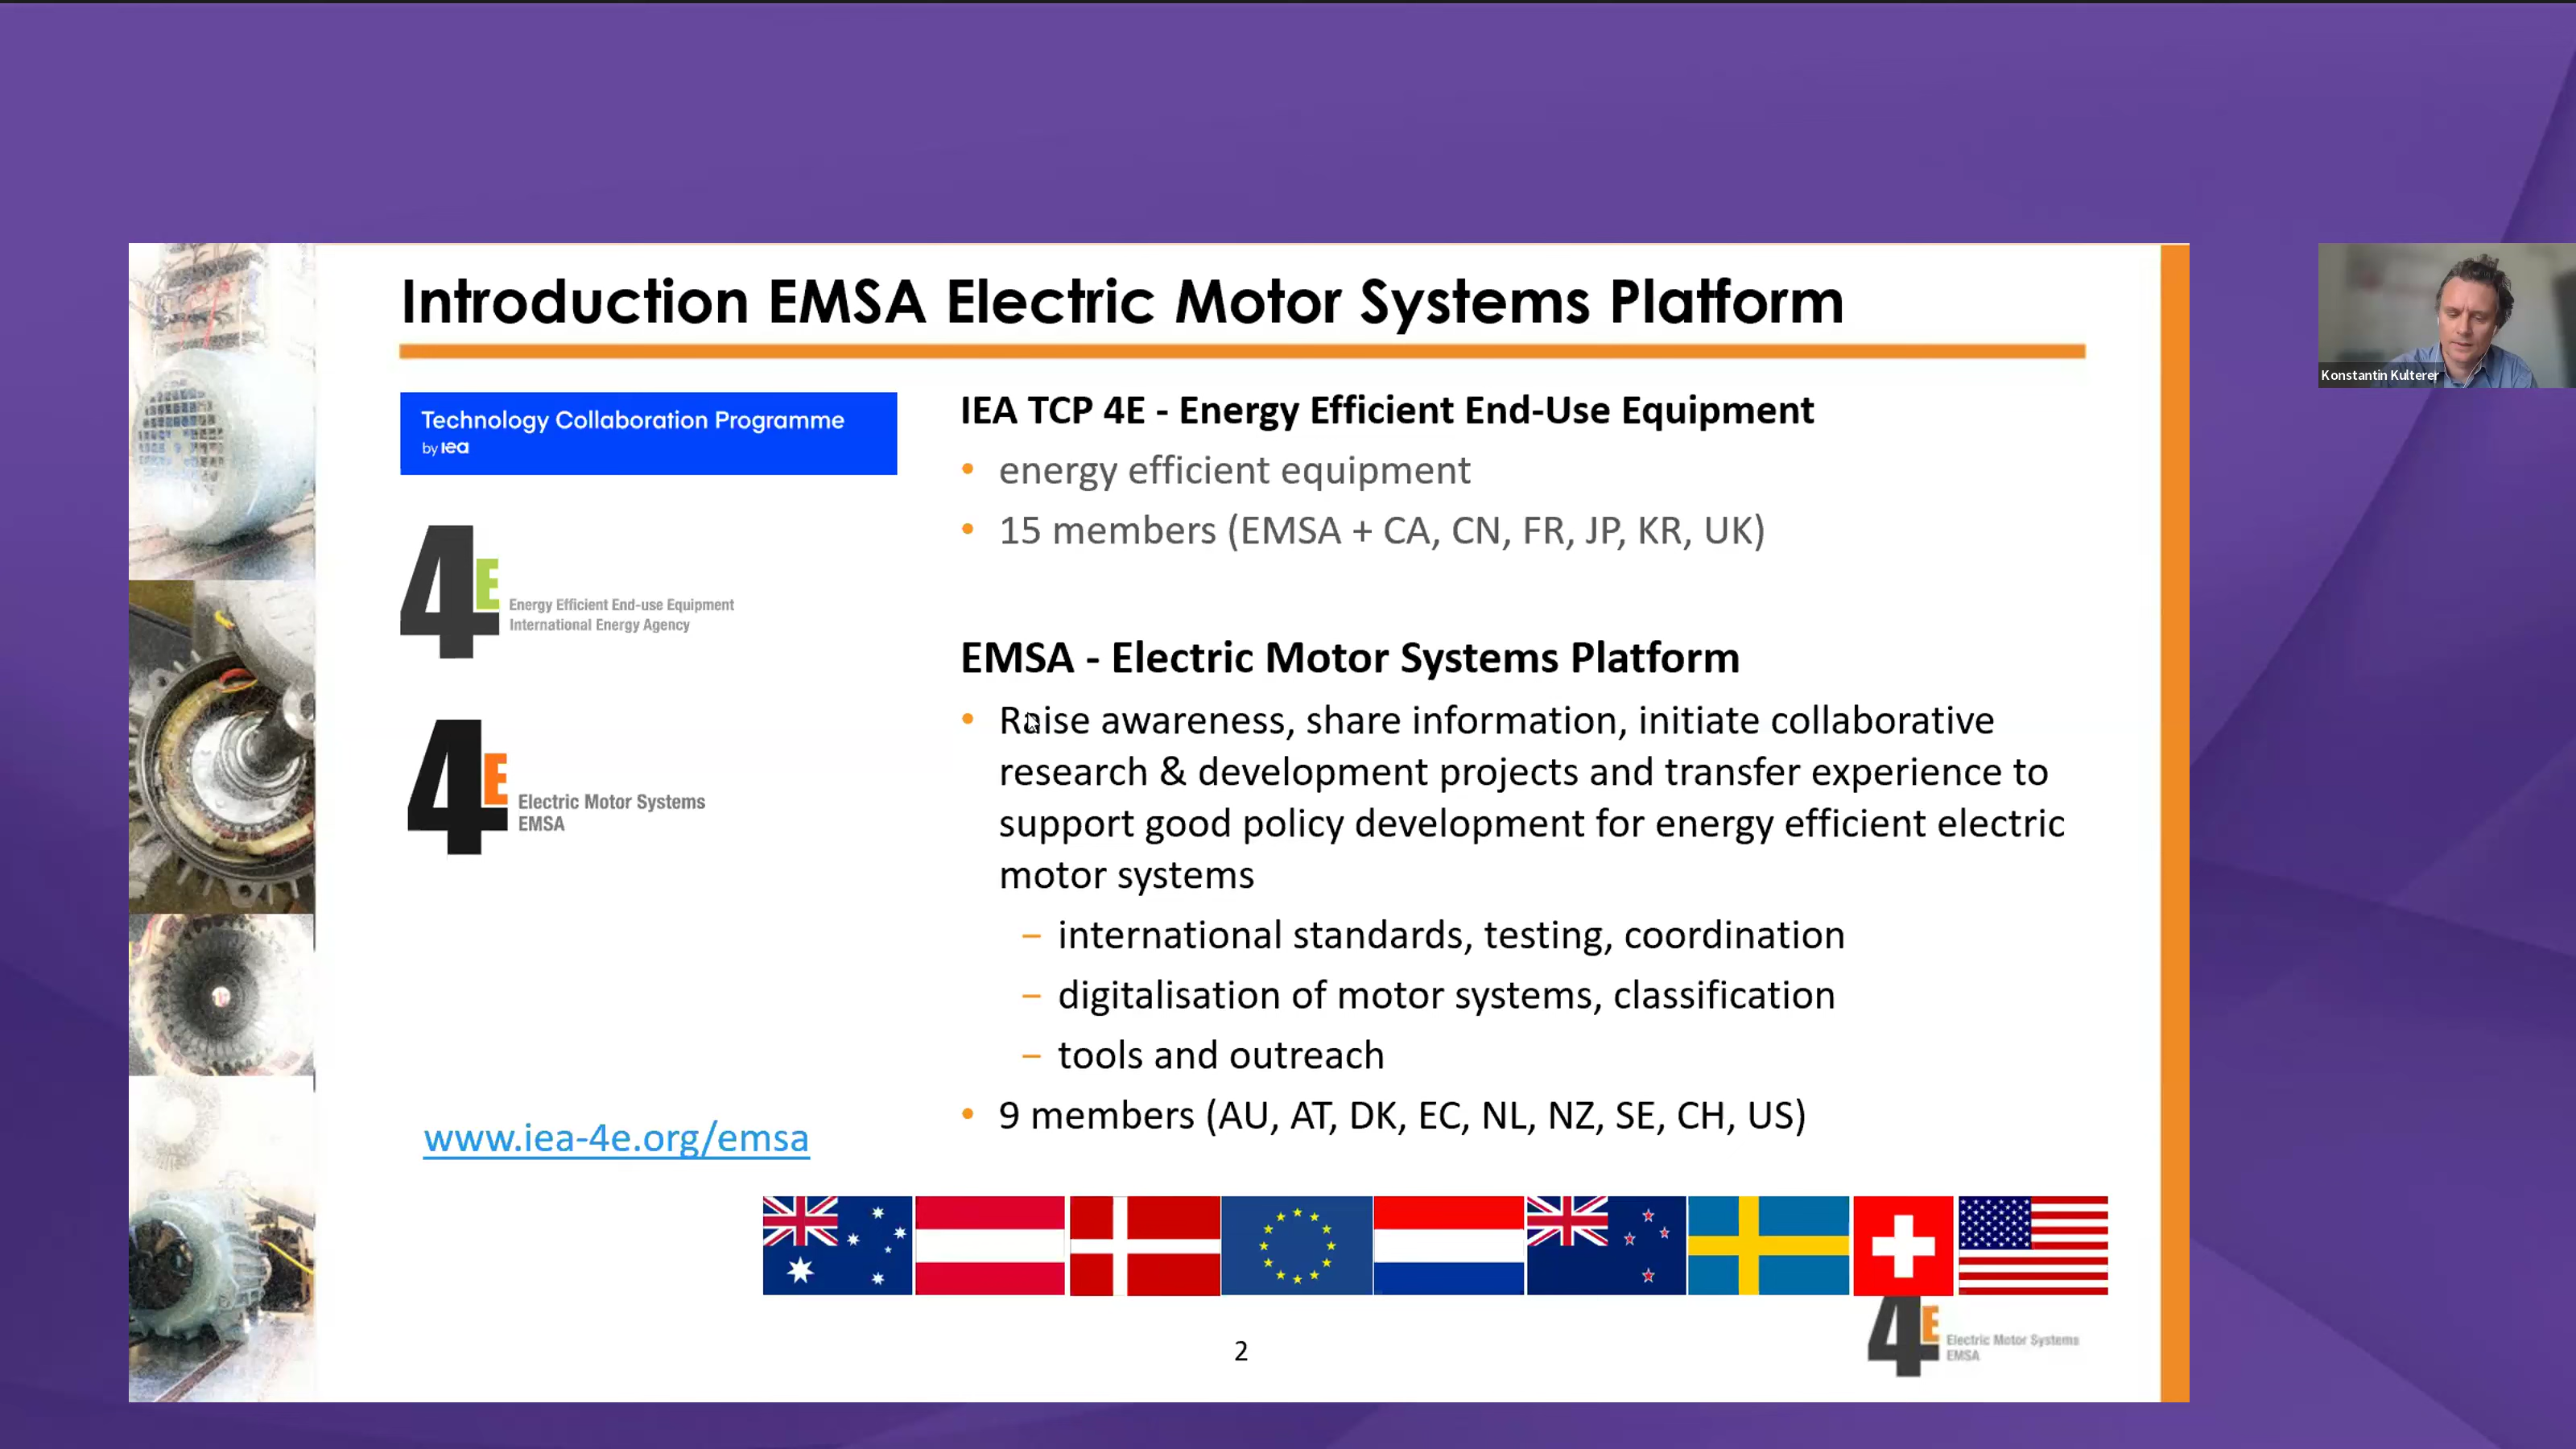 Introduction EMSA Electric Motor Systems Platform
Technology Collaboration Programme
by iea
4E Energy Efficient End-use Equipment
International Energy Agency
4E Electric Motor Systems
EMSA
www.iea-4e.org/emsa
IEA TCP 4E - Energy Efficient End-Use Equipment
• energy efficient equipment
• 15 members (EMSA + CA, CN, FR, JP, KR, UK)
EMSA - Electric Motor Systems Platform
• Raise awareness, share information, initiate collaborative
research & development projects and transfer experience to
support good policy development for energy efficient electric
motor systems
– international standards, testing, coordination
– digitalisation of motor systems, classification
– tools and outreach
• 9 members (AU, AT, DK, EC, NL, NZ, SE, CH, US)
2
4E Electric Motor Systems
EMSA
Konstantin Kulterer